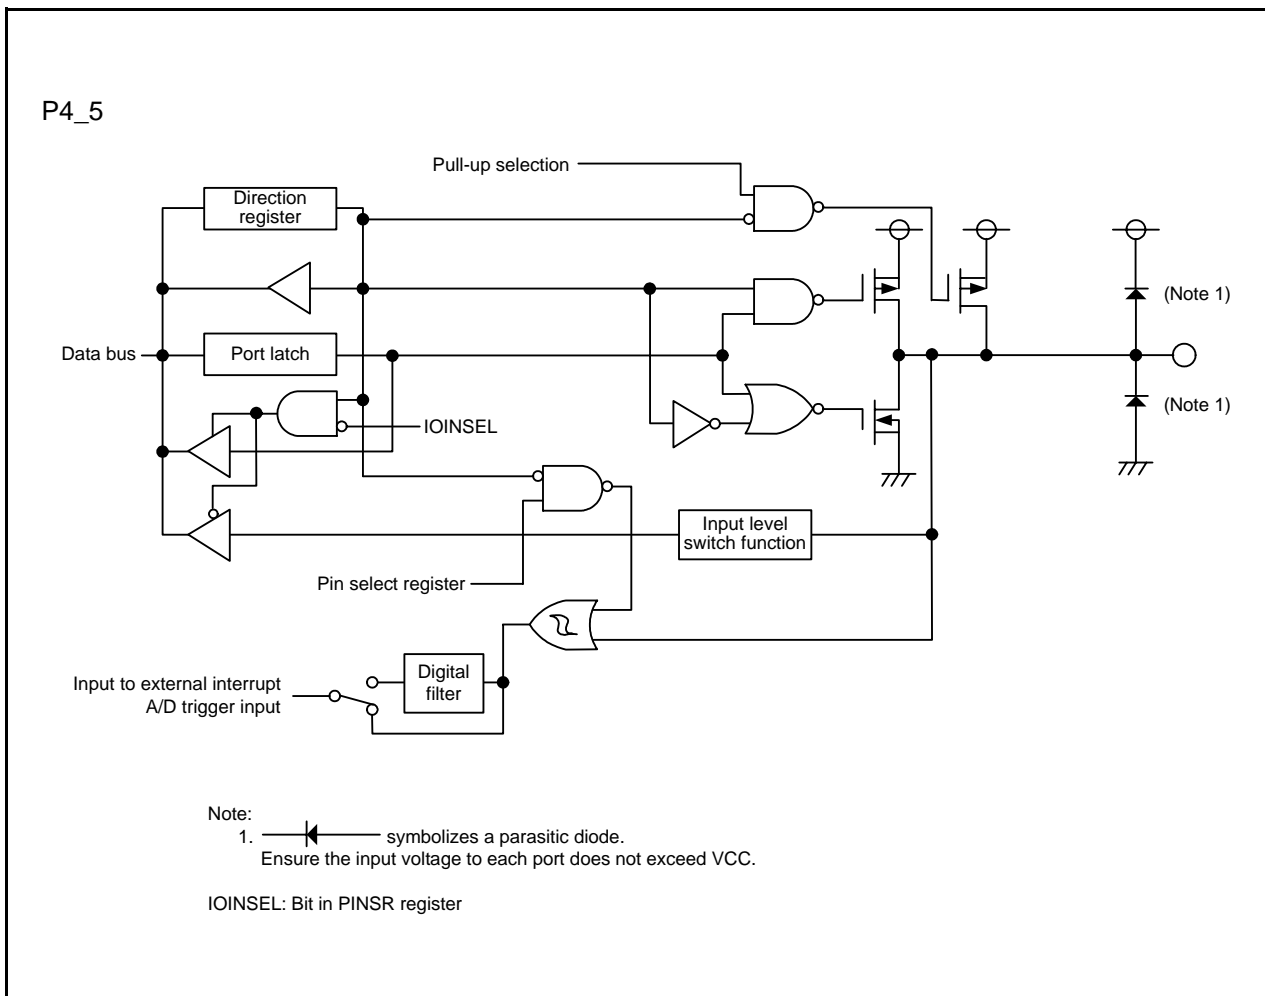 P4_5
Pull-up selection
Direction
register
(Note 1)
Data bus
Port latch
(Note 1)
IOINSEL
Input level
switch function
Pin select register
Digital
filter
Input to external interrupt
A/D trigger input
Note:
1. symbolizes a parasitic diode.
Ensure the input voltage to each port does not exceed VCC.
IOINSEL: Bit in PINSR register